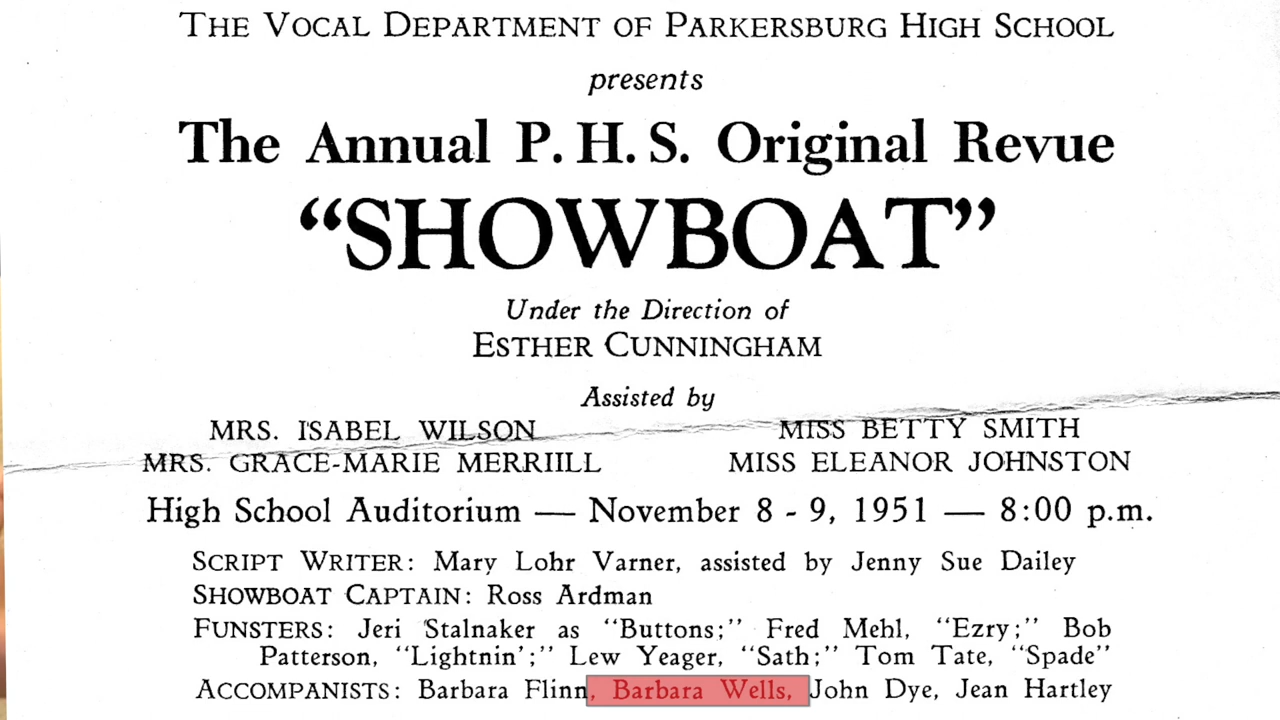 THE VOCAL DEPARTMENT OF PARKERSBURG HIGH SCHOOL
presents
The Annual P. H. S. Original Revue
“SHOWBOAT”
Under the Direction of
ESTHER CUNNINGHAM
Assisted by
MRS. ISABEL WILSON MISS BETTY SMITH
MRS. GRACE-MARIE MERRIILL MISS ELEANOR JOHNSTON
High School Auditorium — November 8 - 9, 1951 — 8:00 p.m.
SCRIPT WRITER: Mary Lohr Varner, assisted by Jenny Sue Dailey
SHOWBOAT CAPTAIN: Ross Ardman
FUNSTERS: Jeri Stalnaker as “Buttons;” Fred Mehl, “Ezry;” Bob
Patterson, “Lightnin’;” Lew Yeager, “Sath;” Tom Tate, “Spade”
ACCOMPANISTS: Barbara Flinn, Barbara Wells, John Dye, Jean Hartley